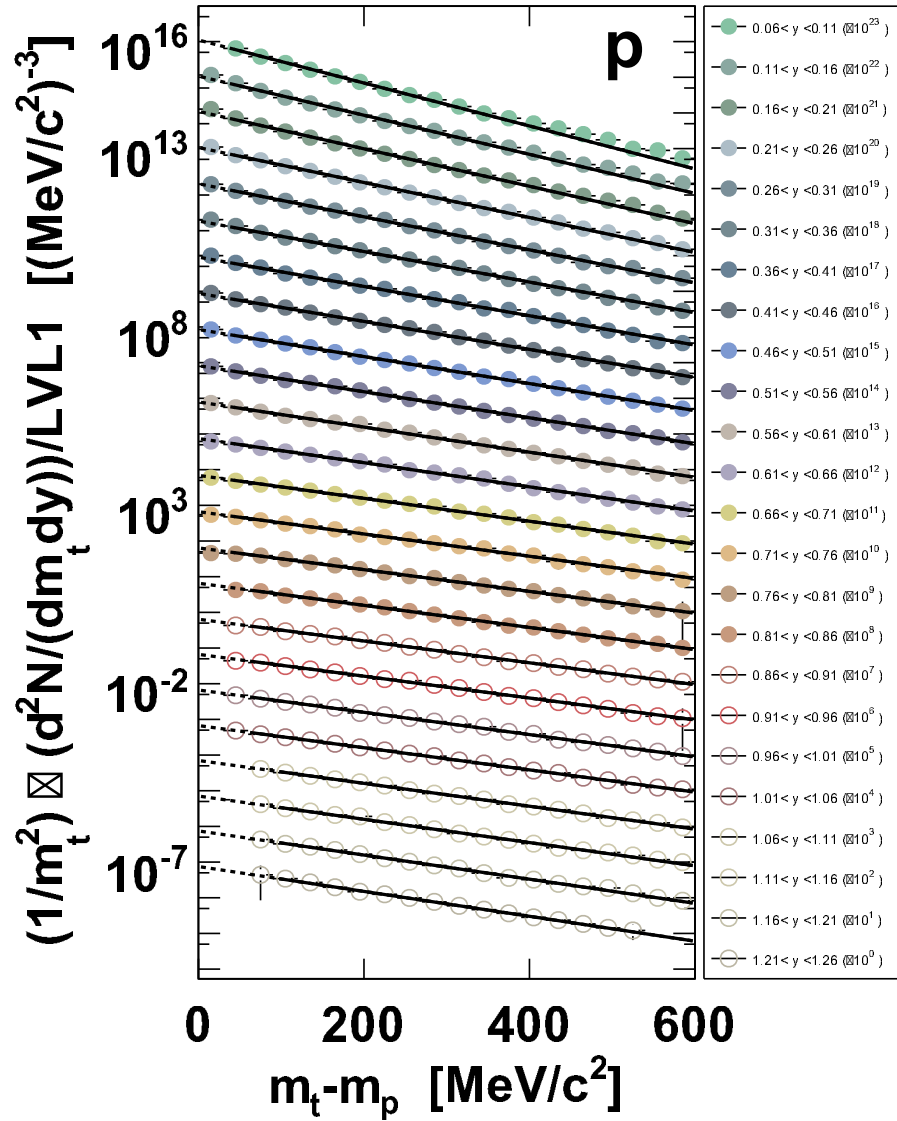 p
(1/m_t^2) ☒ (d^2N/(dm_t dy))/LVL1 [(MeV/c^2)^-3]
10^16
10^13
10^8
10^3
10^-2
10^-7
0
200
400
600
m_t-m_p [MeV/c^2]
0.06< y <0.11 (☒10^23)
0.11< y <0.16 (☒10^22)
0.16< y <0.21 (☒10^21)
0.21< y <0.26 (☒10^20)
0.26< y <0.31 (☒10^19)
0.31< y <0.36 (☒10^18)
0.36< y <0.41 (☒10^17)
0.41< y <0.46 (☒10^16)
0.46< y <0.51 (☒10^15)
0.51< y <0.56 (☒10^14)
0.56< y <0.61 (☒10^13)
0.61< y <0.66 (☒10^12)
0.66< y <0.71 (☒10^11)
0.71< y <0.76 (☒10^10)
0.76< y <0.81 (☒10^9)
0.81< y <0.86 (☒10^8)
0.86< y <0.91 (☒10^7)
0.91< y <0.96 (☒10^6)
0.96< y <1.01 (☒10^5)
1.01< y <1.06 (☒10^4)
1.06< y <1.11 (☒10^3)
1.11< y <1.16 (☒10^2)
1.16< y <1.21 (☒10^1)
1.21< y <1.26 (☒10^0)